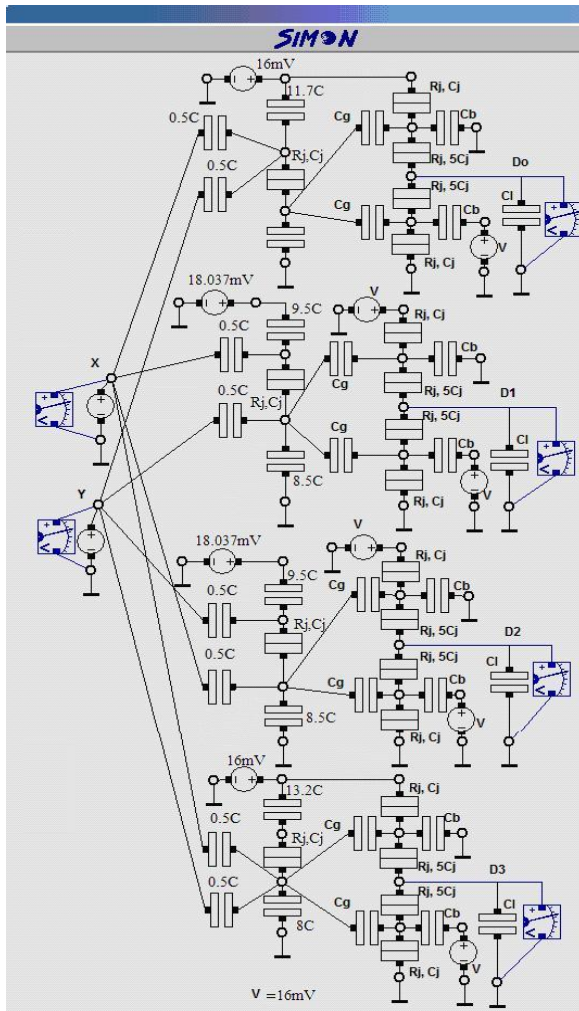 SIMON
16mV
11.7C
Rj, Cj
0.5C
Cg
Cb
0.5C
Rj,Cj
Rj, 5Cj
Do
Cg
Rj, 5Cj
Cb
Cl
V
Rj, Cj
18.037mV
9.5C
V
Rj, Cj
0.5C
Cb
X
Cg
0.5C
Rj,Cj
Rj, 5Cj
D1
Rj, 5Cj
Cg
Cb
Cl
Y
8.5C
V
Rj, Cj
18.037mV
9.5C
V
Rj, Cj
Cg
Cb
0.5C
Rj,Cj
D2
0.5C
Rj, 5Cj
Cl
Cg
Cb
8.5C
V
Rj, Cj
16mV
13.2C
Rj, Cj
0.5C
Rj,Cj
Cg
Cb
Rj, 5Cj
D3
0.5C
Rj, 5Cj
Cg
Cb
Cl
8C
V
Rj, Cj
V =16mV